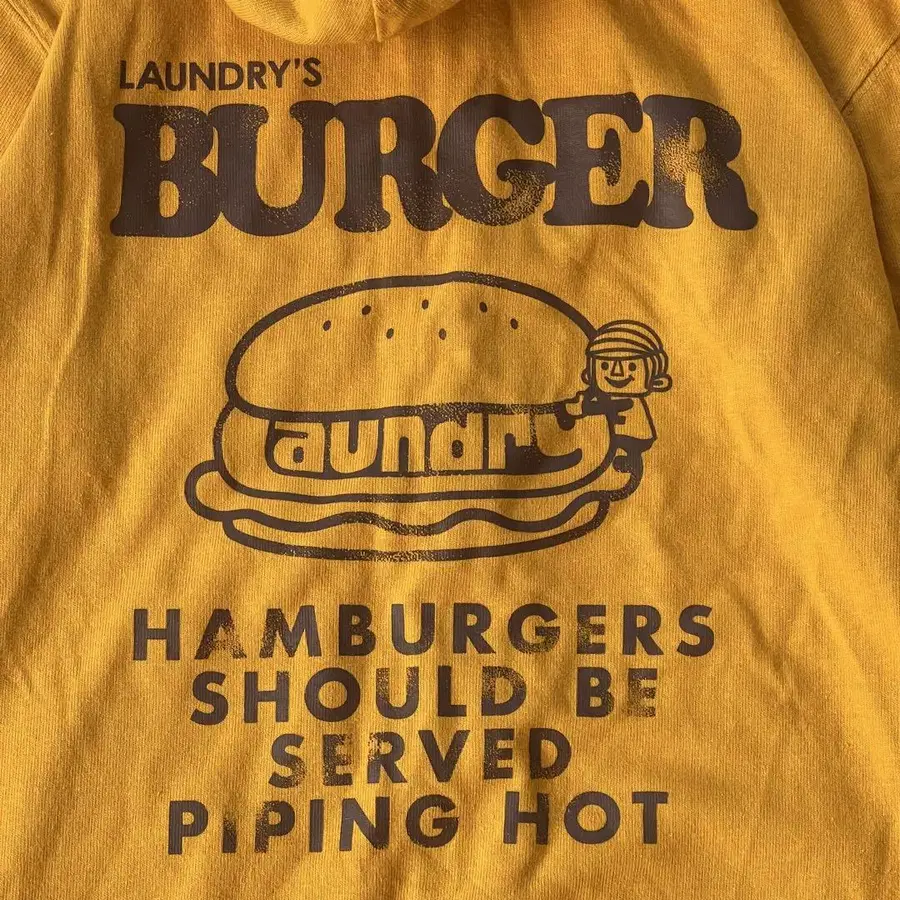 LAUNDRY'S
BURGER
laundry
HAMBURGERS
SHOULD BE
SERVED
PIPING HOT